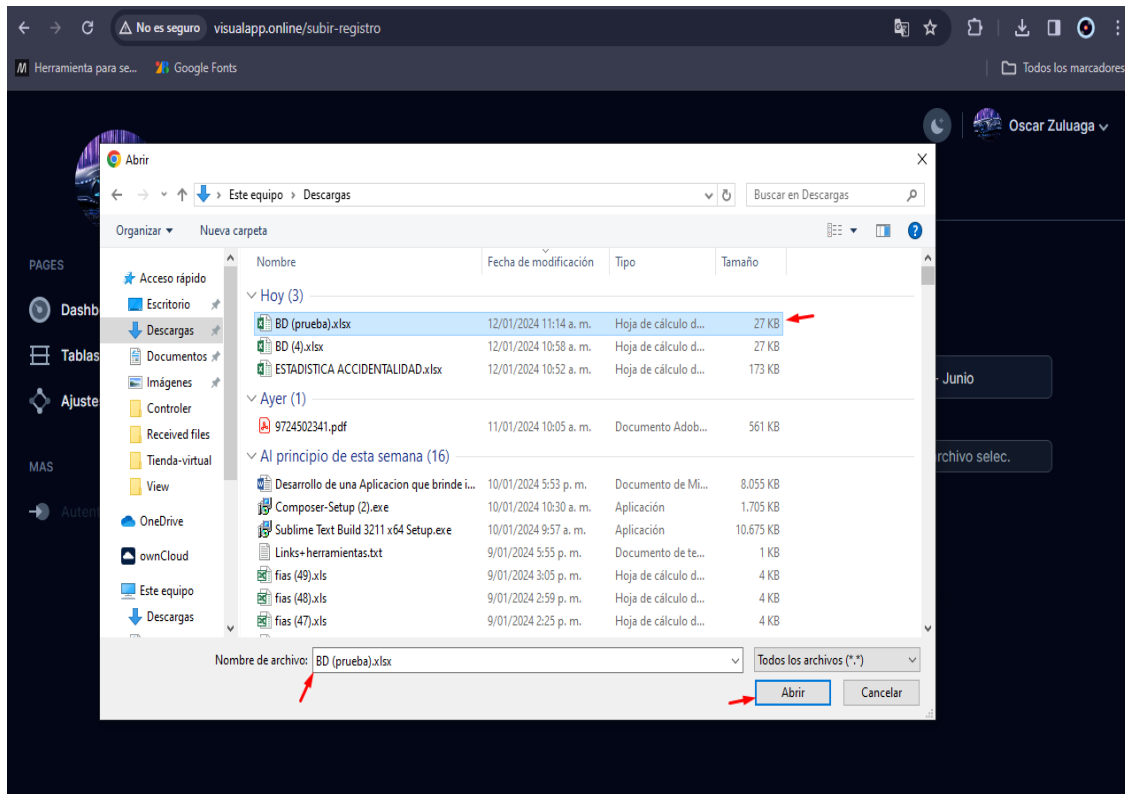 No es seguro visualapp.online/subir-registro
Herramienta para se... Google Fonts Todos los marcadores
Oscar Zuluaga
Abrir
Este equipo > Descargas Buscar en Descargas
Organizar Nueva carpeta
PAGES
Dashb
Tablas
Ajuste
MAS
Autent
Acceso rápido
Escritorio
Descargas
Documentos
Imágenes
Controler
Received files
Tienda-virtual
View
OneDrive
ownCloud
Este equipo
Descargas
Nombre Fecha de modificación Tipo Tamaño
Hoy (3)
BD (prueba).xlsx 12/01/2024 11:14 a. m. Hoja de cálculo d... 27 KB
BD (4).xlsx 12/01/2024 10:58 a. m. Hoja de cálculo d... 27 KB
ESTADISTICA ACCIDENTALIDAD.xlsx 12/01/2024 10:52 a. m. Hoja de cálculo d... 173 KB
Ayer (1)
9724502341.pdf 11/01/2024 10:05 a. m. Documento Adob... 561 KB
Al principio de esta semana (16)
Desarrollo de una Aplicacion que brinde i... 10/01/2024 5:53 p. m. Documento de Mi... 8.055 KB
Composer-Setup (2).exe 10/01/2024 10:30 a. m. Aplicación 1.705 KB
Sublime Text Build 3211 x64 Setup.exe 10/01/2024 9:57 a. m. Aplicación 10.675 KB
Links+herramientas.txt 9/01/2024 5:55 p. m. Documento de te... 1 KB
fias (49).xls 9/01/2024 3:05 p. m. Hoja de cálculo d... 4 KB
fias (48).xls 9/01/2024 2:59 p. m. Hoja de cálculo d... 4 KB
fias (47).xls 9/01/2024 2:25 p. m. Hoja de cálculo d... 4 KB
- Junio
rchivo selec.
Nombre de archivo: BD (prueba).xlsx Todos los archivos (*.*)
Abrir Cancelar